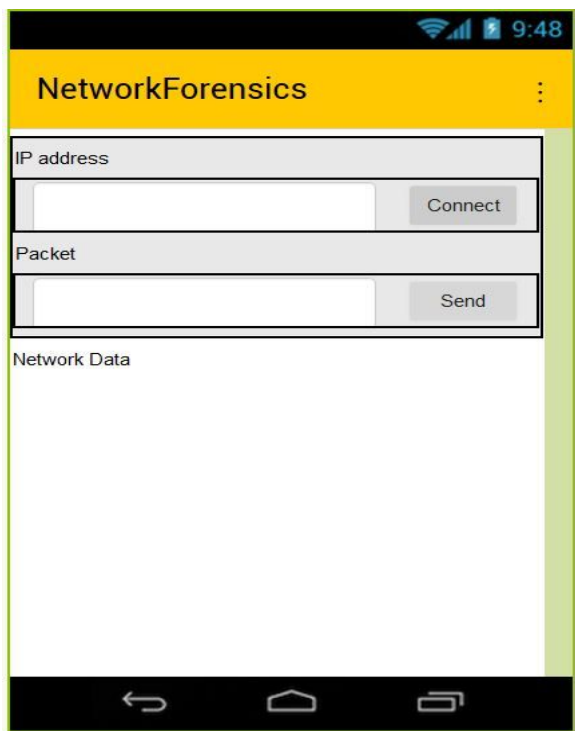 9:48
NetworkForensics
IP address
Connect
Packet
Send
Network Data